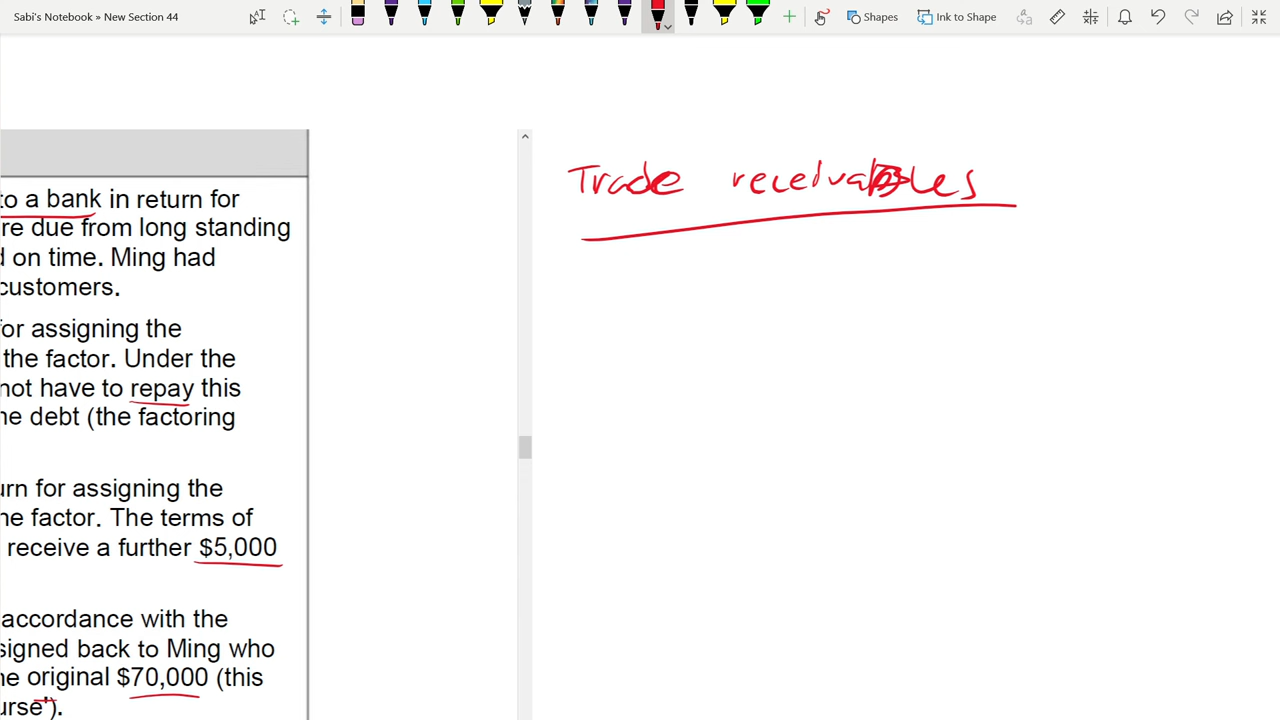 Sabi's Notebook » New Section 44
Shapes
Ink to Shape
Trade receivables
to a bank in return for
re due from long standing
d on time. Ming had
customers.
for assigning the
the factor. Under the
not have to repay this
he debt (the factoring
urn for assigning the
he factor. The terms of
receive a further $5,000
accordance with the
signed back to Ming who
he original $70,000 (this
urse').